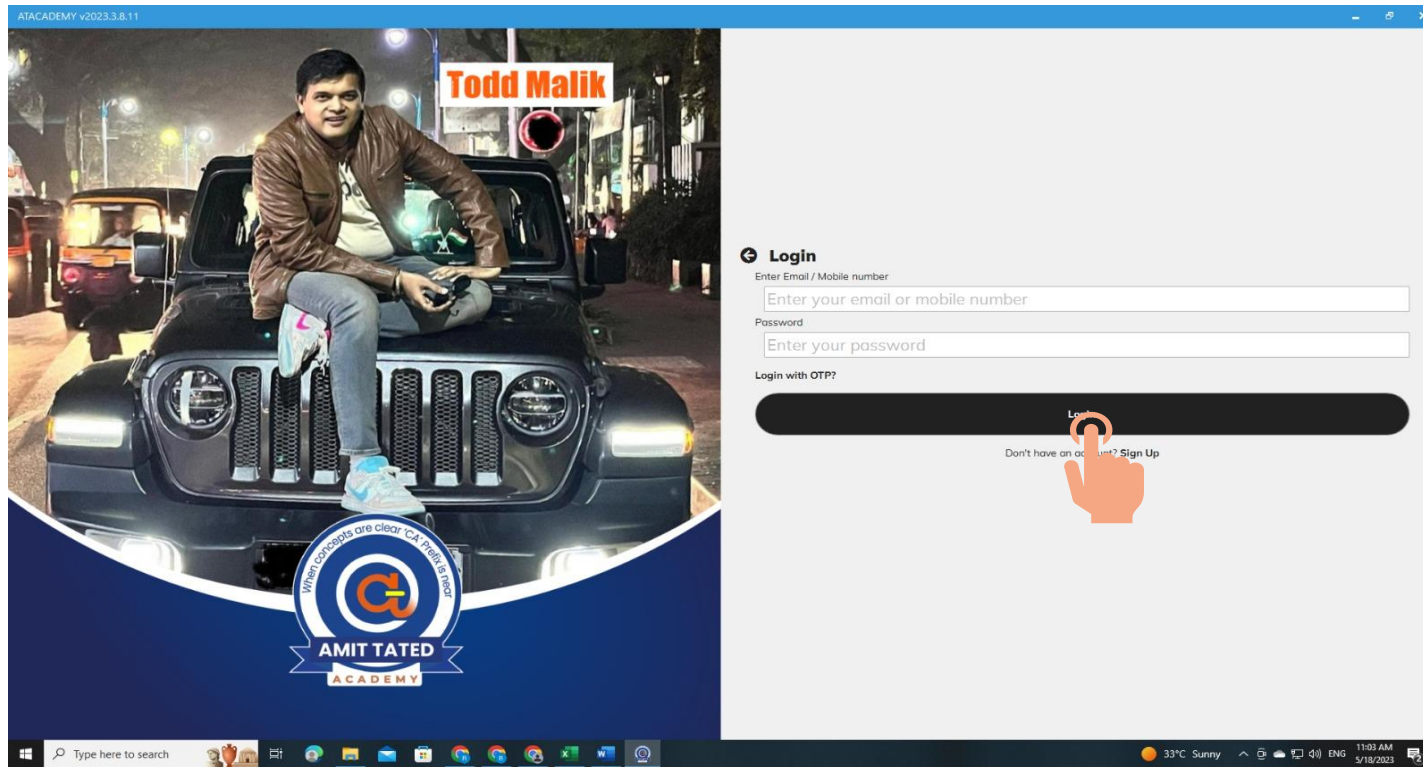 ATACADEMY v2023.3.8.11
Todd Malik
When concepts are clear 'CA' Prefix is near
AMIT TATED
ACADEMY
Login
Enter Email / Mobile number
Enter your email or mobile number
Password
Enter your password
Login with OTP?
Don't have an account? Sign Up
Type here to search
33°C Sunny
ENG
11:03 AM
5/18/2023